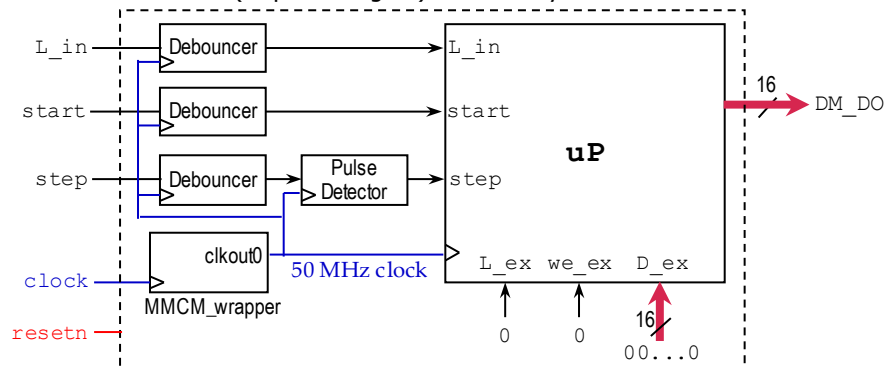 L_in
Debouncer
L_in
start
Debouncer
start
16
DM_DO
uP
step
Debouncer
Pulse
Detector
step
clkout0
50 MHz clock
L_ex we_ex D_ex
clock
MMCM_wrapper
resetn
0
0
16
00...0